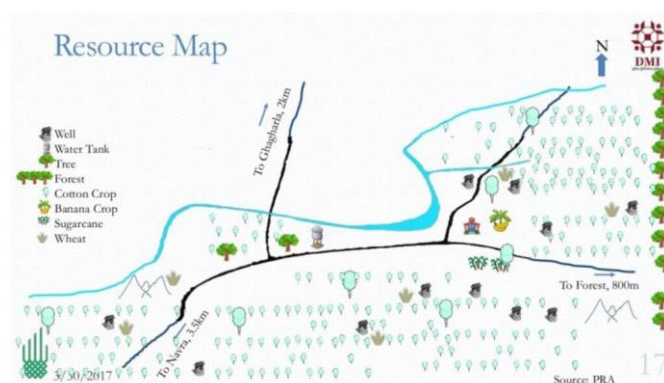 Resource Map
N
DMI
To Ghagharla, 2km
Well
Water Tank
Tree
Forest
Cotton Crop
Banana Crop
Sugarcane
Wheat
To Forest, 800m
To Navra, 3.5km
5/30/2017
Source: PRA
17